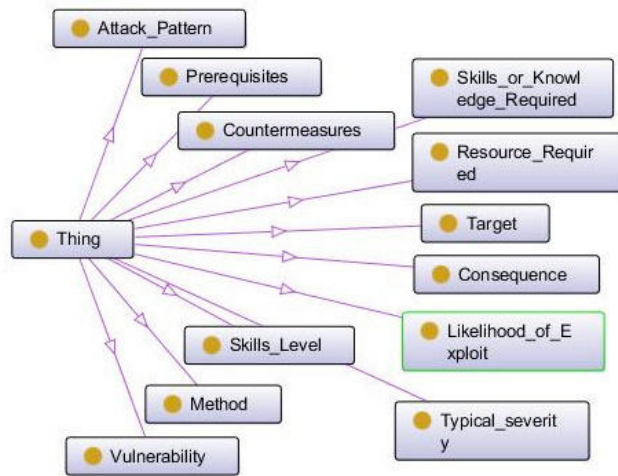 Attack_Pattern
Prerequisites
Skills_or_Knowl
edge_Required
Countermeasures
Resource_Requir
ed
Thing
Target
Consequence
Likelihood_of_E
xploit
Skills_Level
Method
Typical_severit
y
Vulnerability